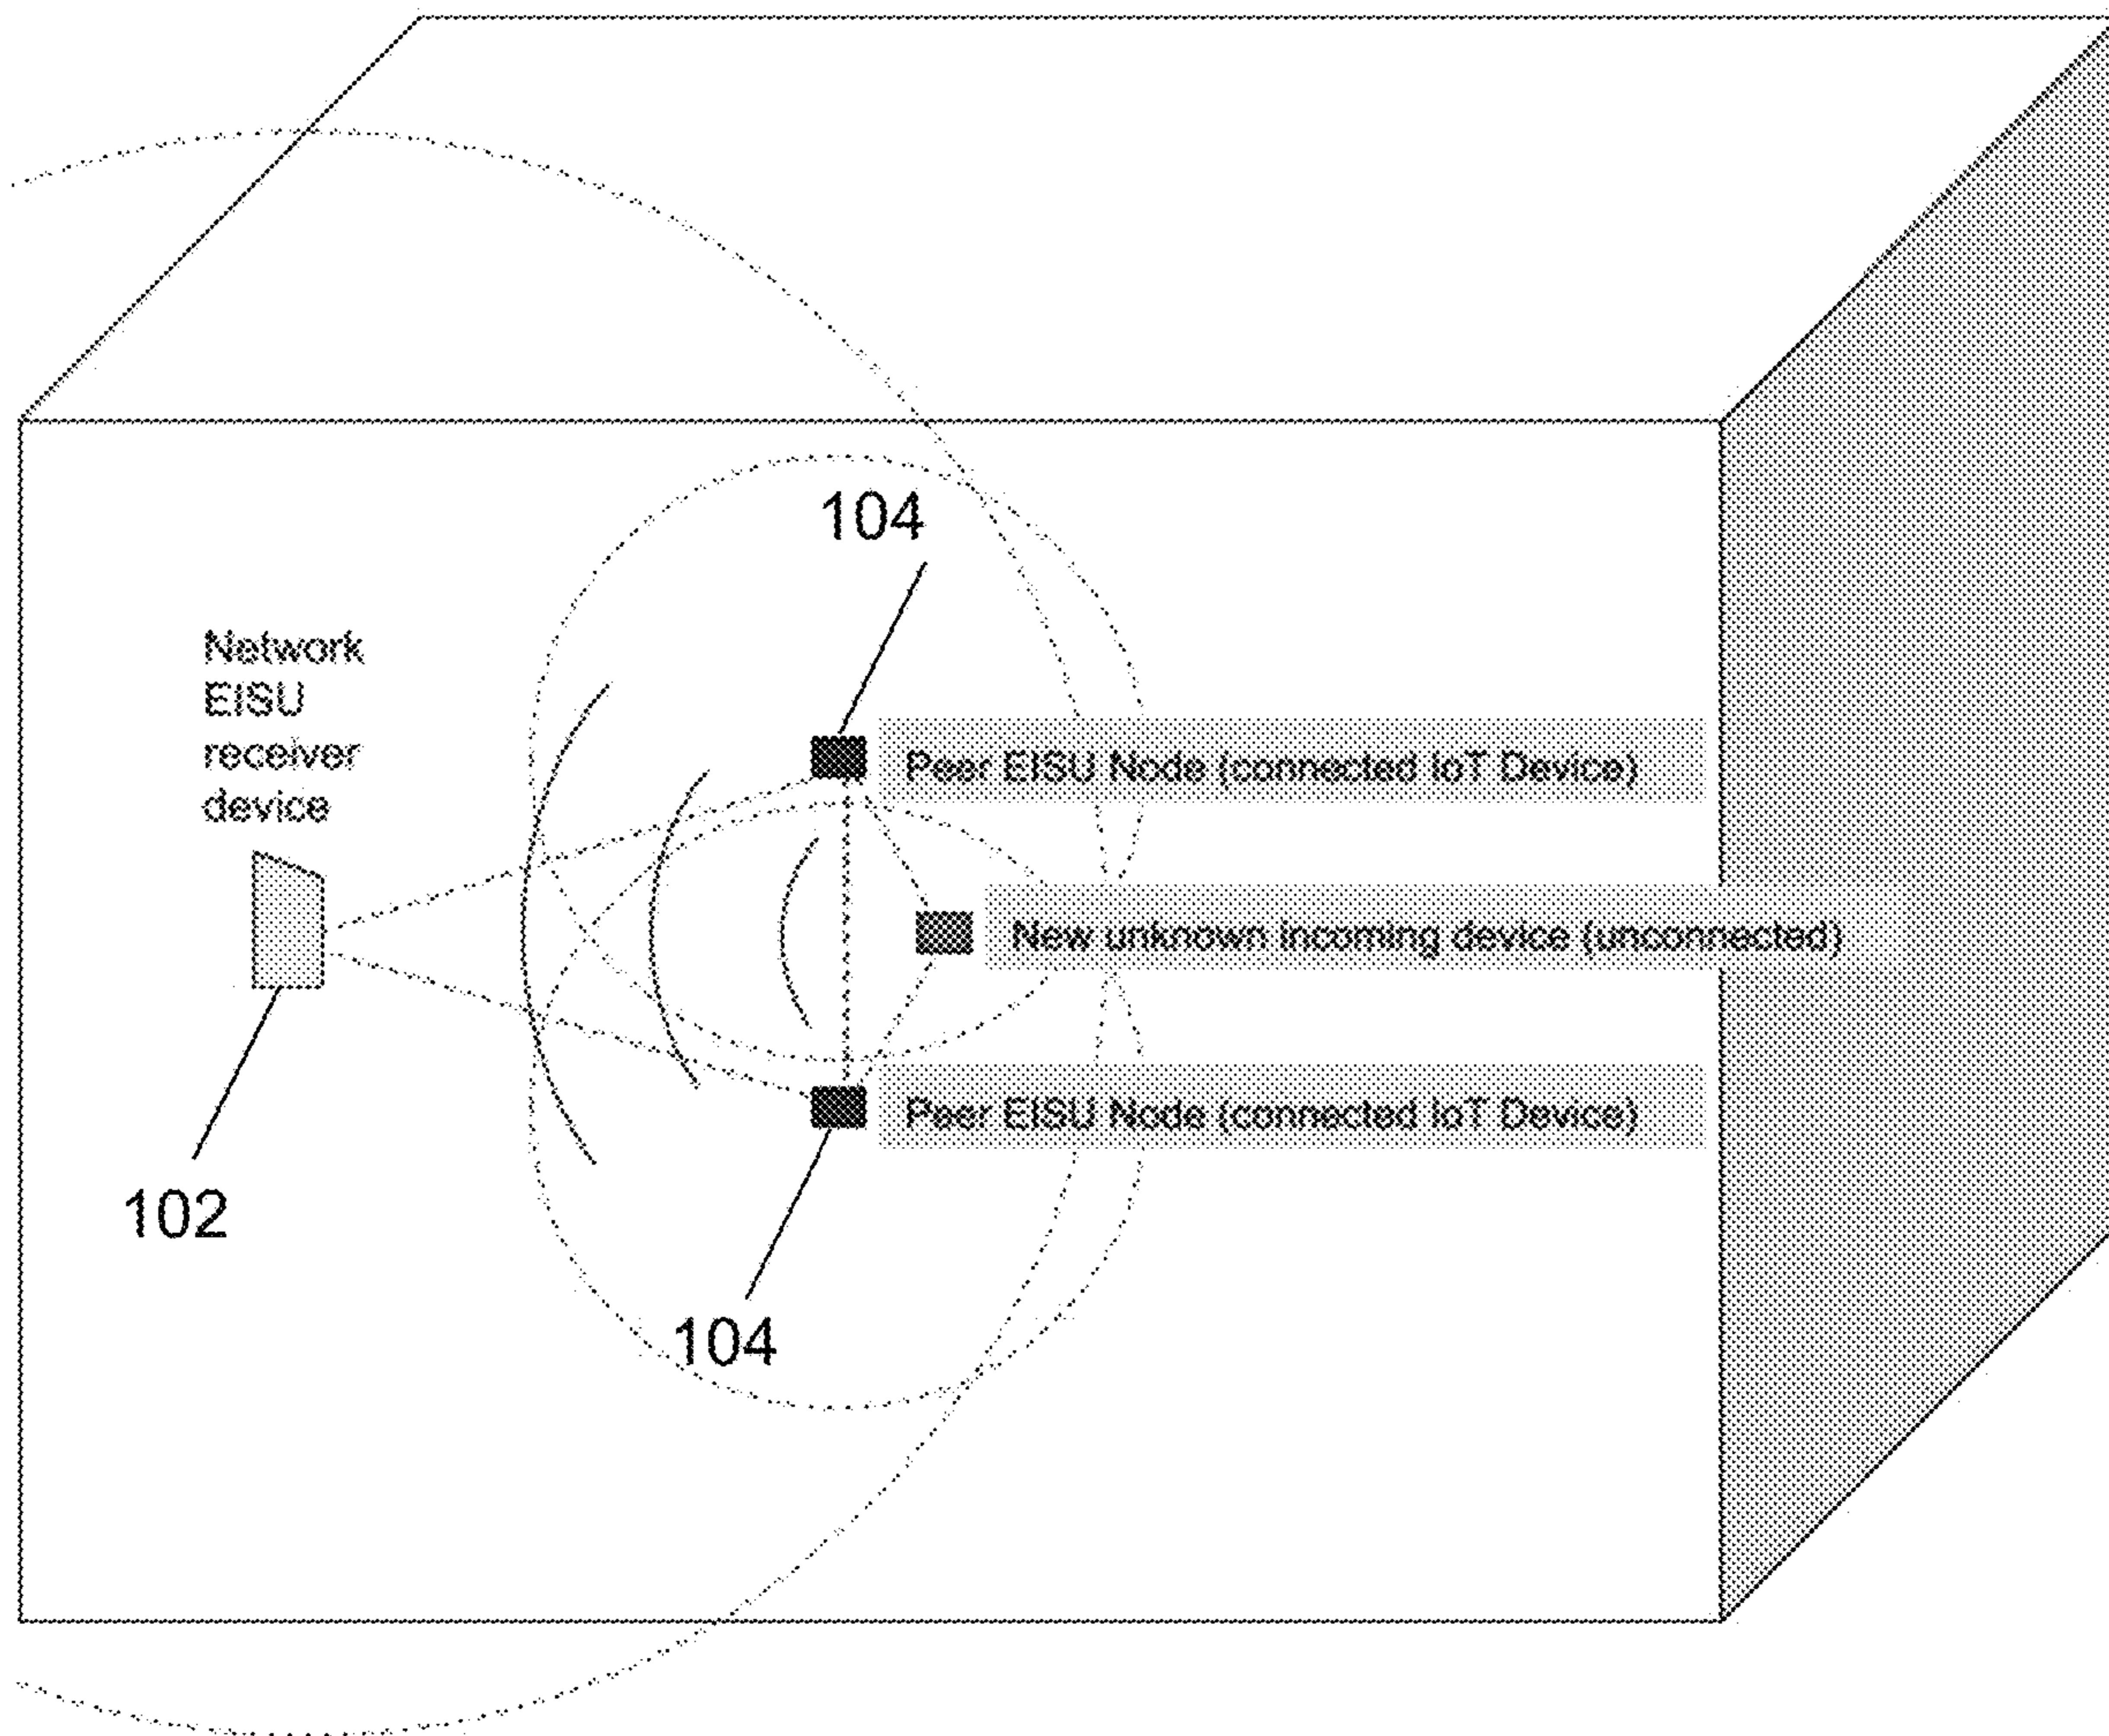 104
Network
EISU
receiver
device
Peer EISU Node (connected IoT Device)
New unknown incoming device (unconnected)
Peer EISU Node (connected IoT Device)
102
104